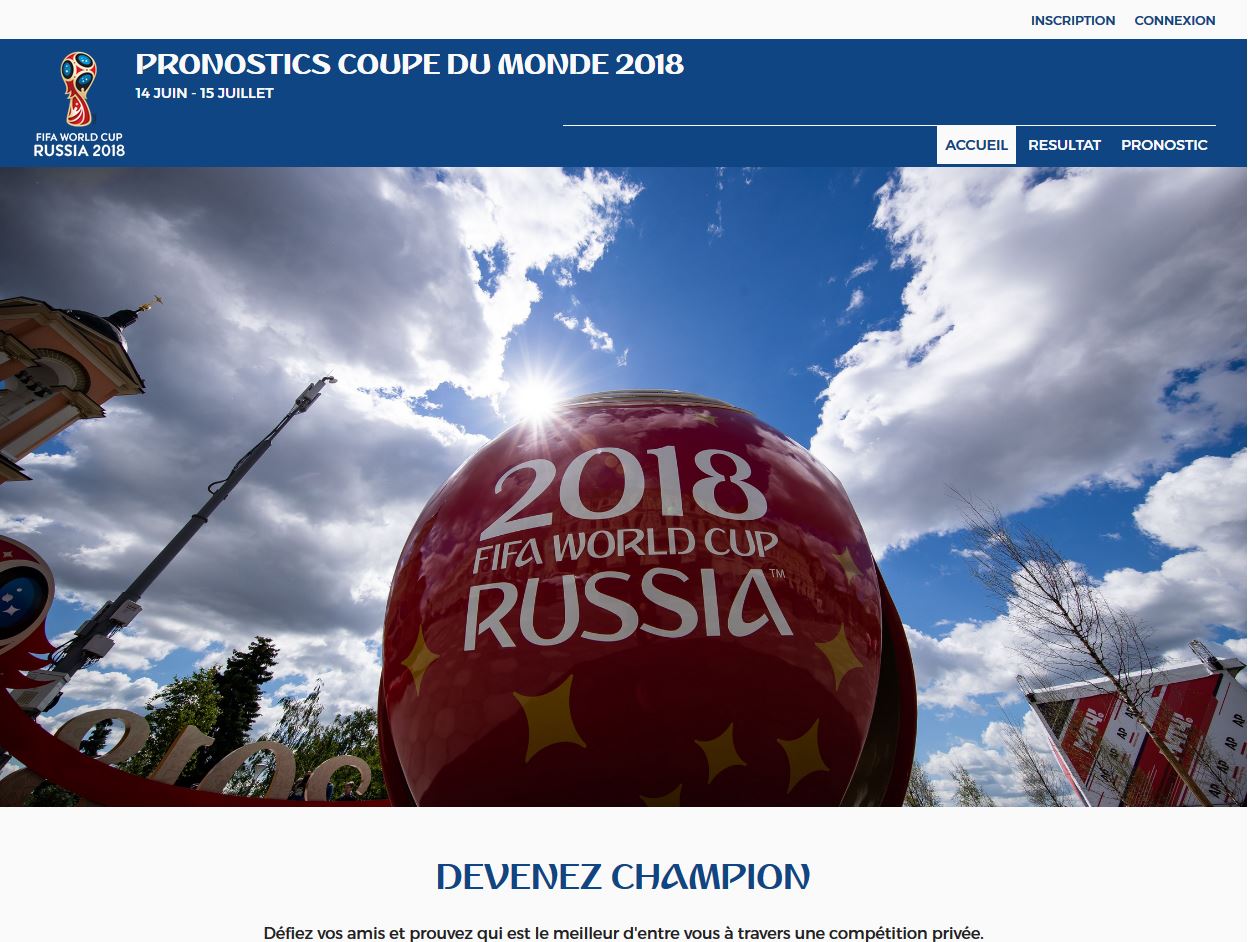 INSCRIPTION CONNEXION
PRONOSTICS COUPE DU MONDE 2018
14 JUIN - 15 JUILLET
FIFA WORLD CUP
RUSSIA 2018
ACCUEIL RESULTAT PRONOSTIC
2018
FIFA WORLD CUP
RUSSIA™
DEVENEZ CHAMPION
Défiez vos amis et prouvez qui est le meilleur d'entre vous à travers une compétition privée.